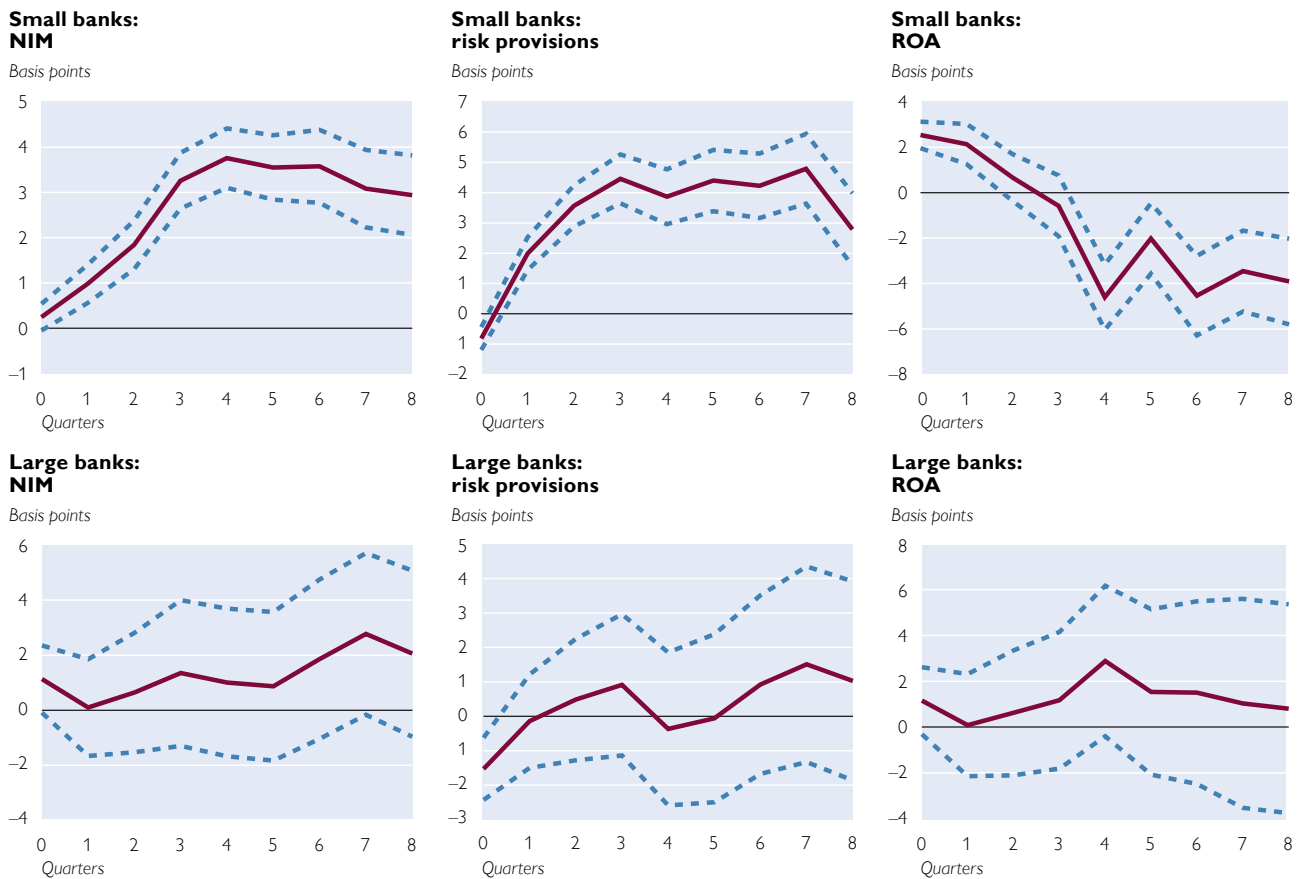 Small banks:
NIM
Basis points
5
4
3
2
1
0
–1
0 1 2 3 4 5 6 7 8
Quarters
Small banks:
risk provisions
Basis points
7
6
5
4
3
2
1
0
1
–2
0 1 2 3 4 5 6 7 8
Quarters
Small banks:
ROA
Basis points
4
2
0
–2
–4
–6
–8
0 1 2 3 4 5 6 7 8
Quarters
Large banks:
NIM
Basis points
6
4
2
0
–2
–4
0 1 2 3 4 5 6 7 8
Quarters
Large banks:
risk provisions
Basis points
5
4
3
2
1
0
1
–2
–3
0 1 2 3 4 5 6 7 8
Quarters
Large banks:
ROA
Basis points
8
6
4
2
0
–2
–4
0 1 2 3 4 5 6 7 8
Quarters